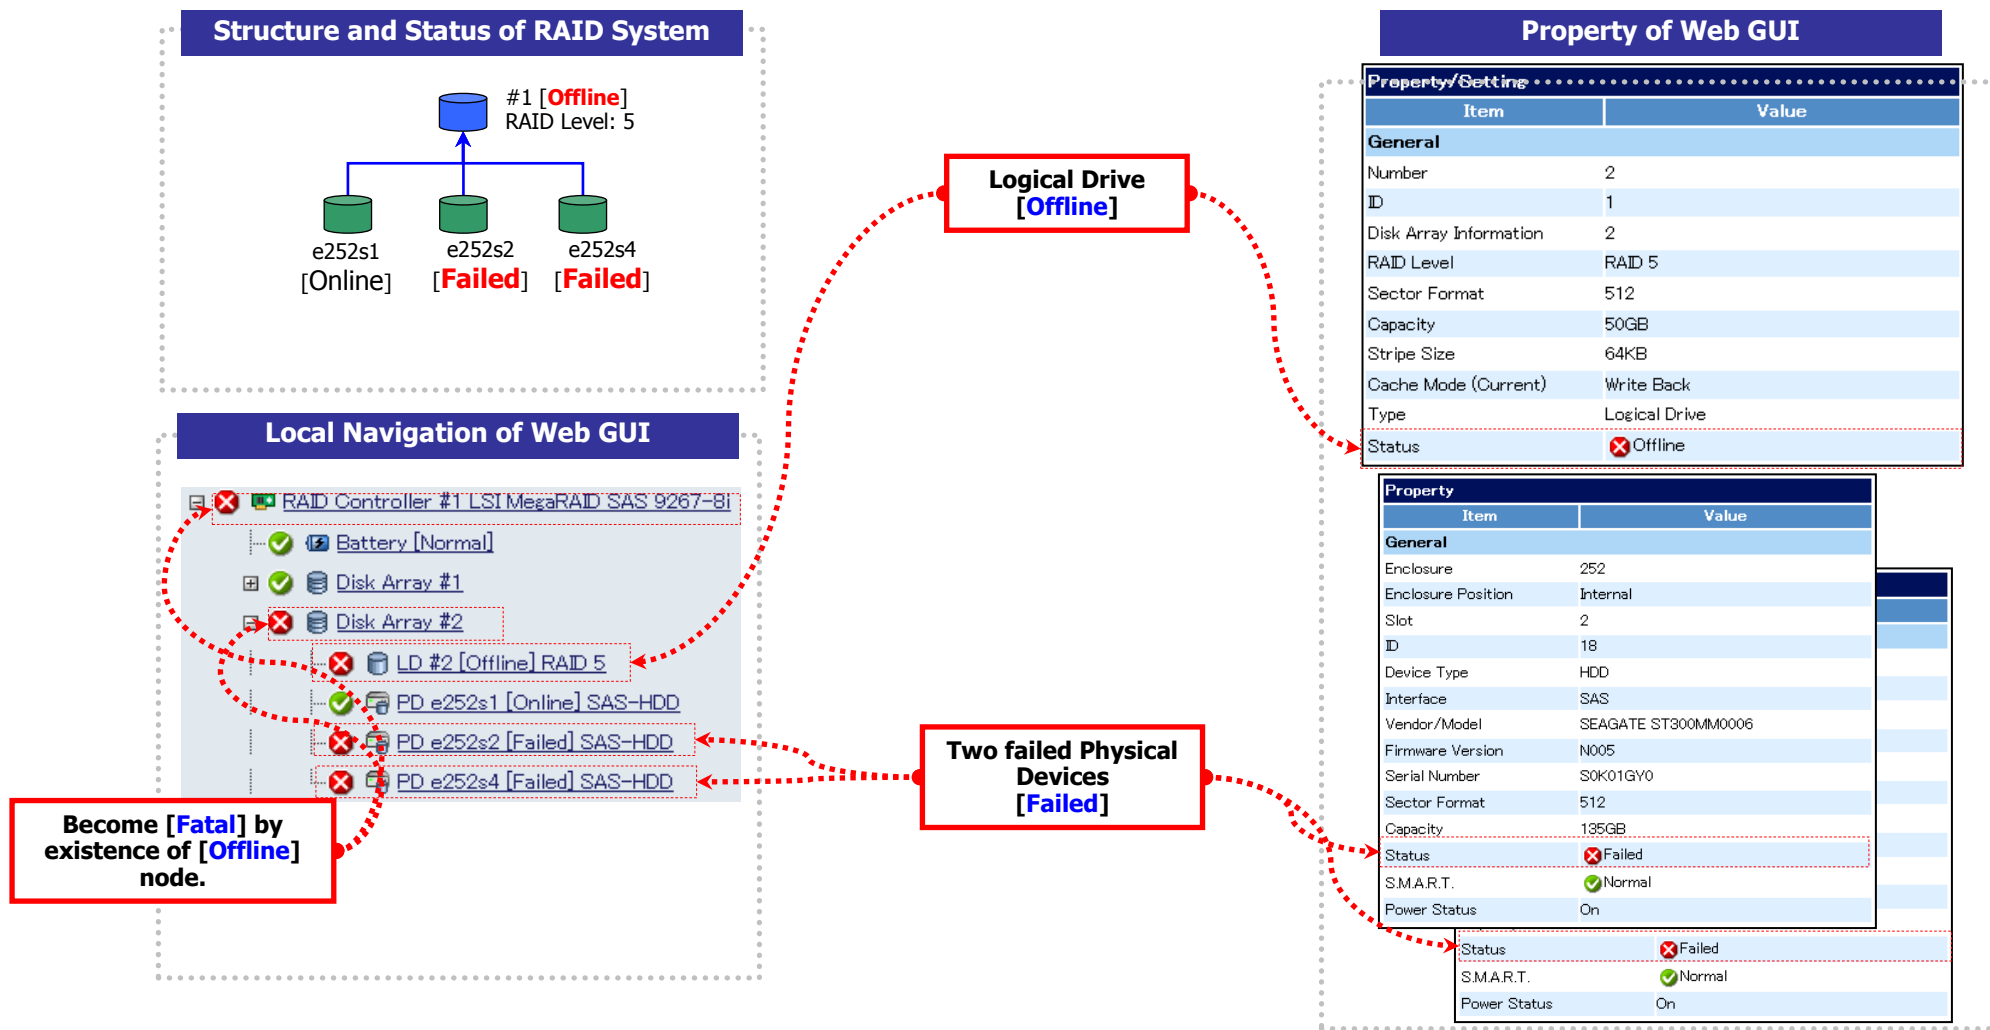 Structure and Status of RAID System
#1 [Offline]
RAID Level: 5
e252s1
[Online]
e252s2
[Failed]
e252s4
[Failed]
Local Navigation of Web GUI
RAID Controller #1 LSI MegaRAID SAS 9267-8i
Battery [Normal]
Disk Array #1
Disk Array #2
LD #2 [Offline] RAID 5
PD e252s1 [Online] SAS-HDD
PD e252s2 [Failed] SAS-HDD
PD e252s4 [Failed] SAS-HDD
Become [Fatal] by
existence of [Offline]
node.
Logical Drive
[Offline]
Two failed Physical
Devices
[Failed]
Property of Web GUI
Property/Setting
Item Value
General
Number 2
ID 1
Disk Array Information 2
RAID Level RAID 5
Sector Format 512
Capacity 50GB
Stripe Size 64KB
Cache Mode (Current) Write Back
Type Logical Drive
Status Offline
Property
Item Value
General
Enclosure 252
Enclosure Position Internal
Slot 2
ID 18
Device Type HDD
Interface SAS
Vendor/Model SEAGATE ST300MM0006
Firmware Version N005
Serial Number S0K01GY0
Sector Format 512
Capacity 135GB
Status Failed
S.M.A.R.T. Normal
Power Status On
Status Failed
S.M.A.R.T. Normal
Power Status On